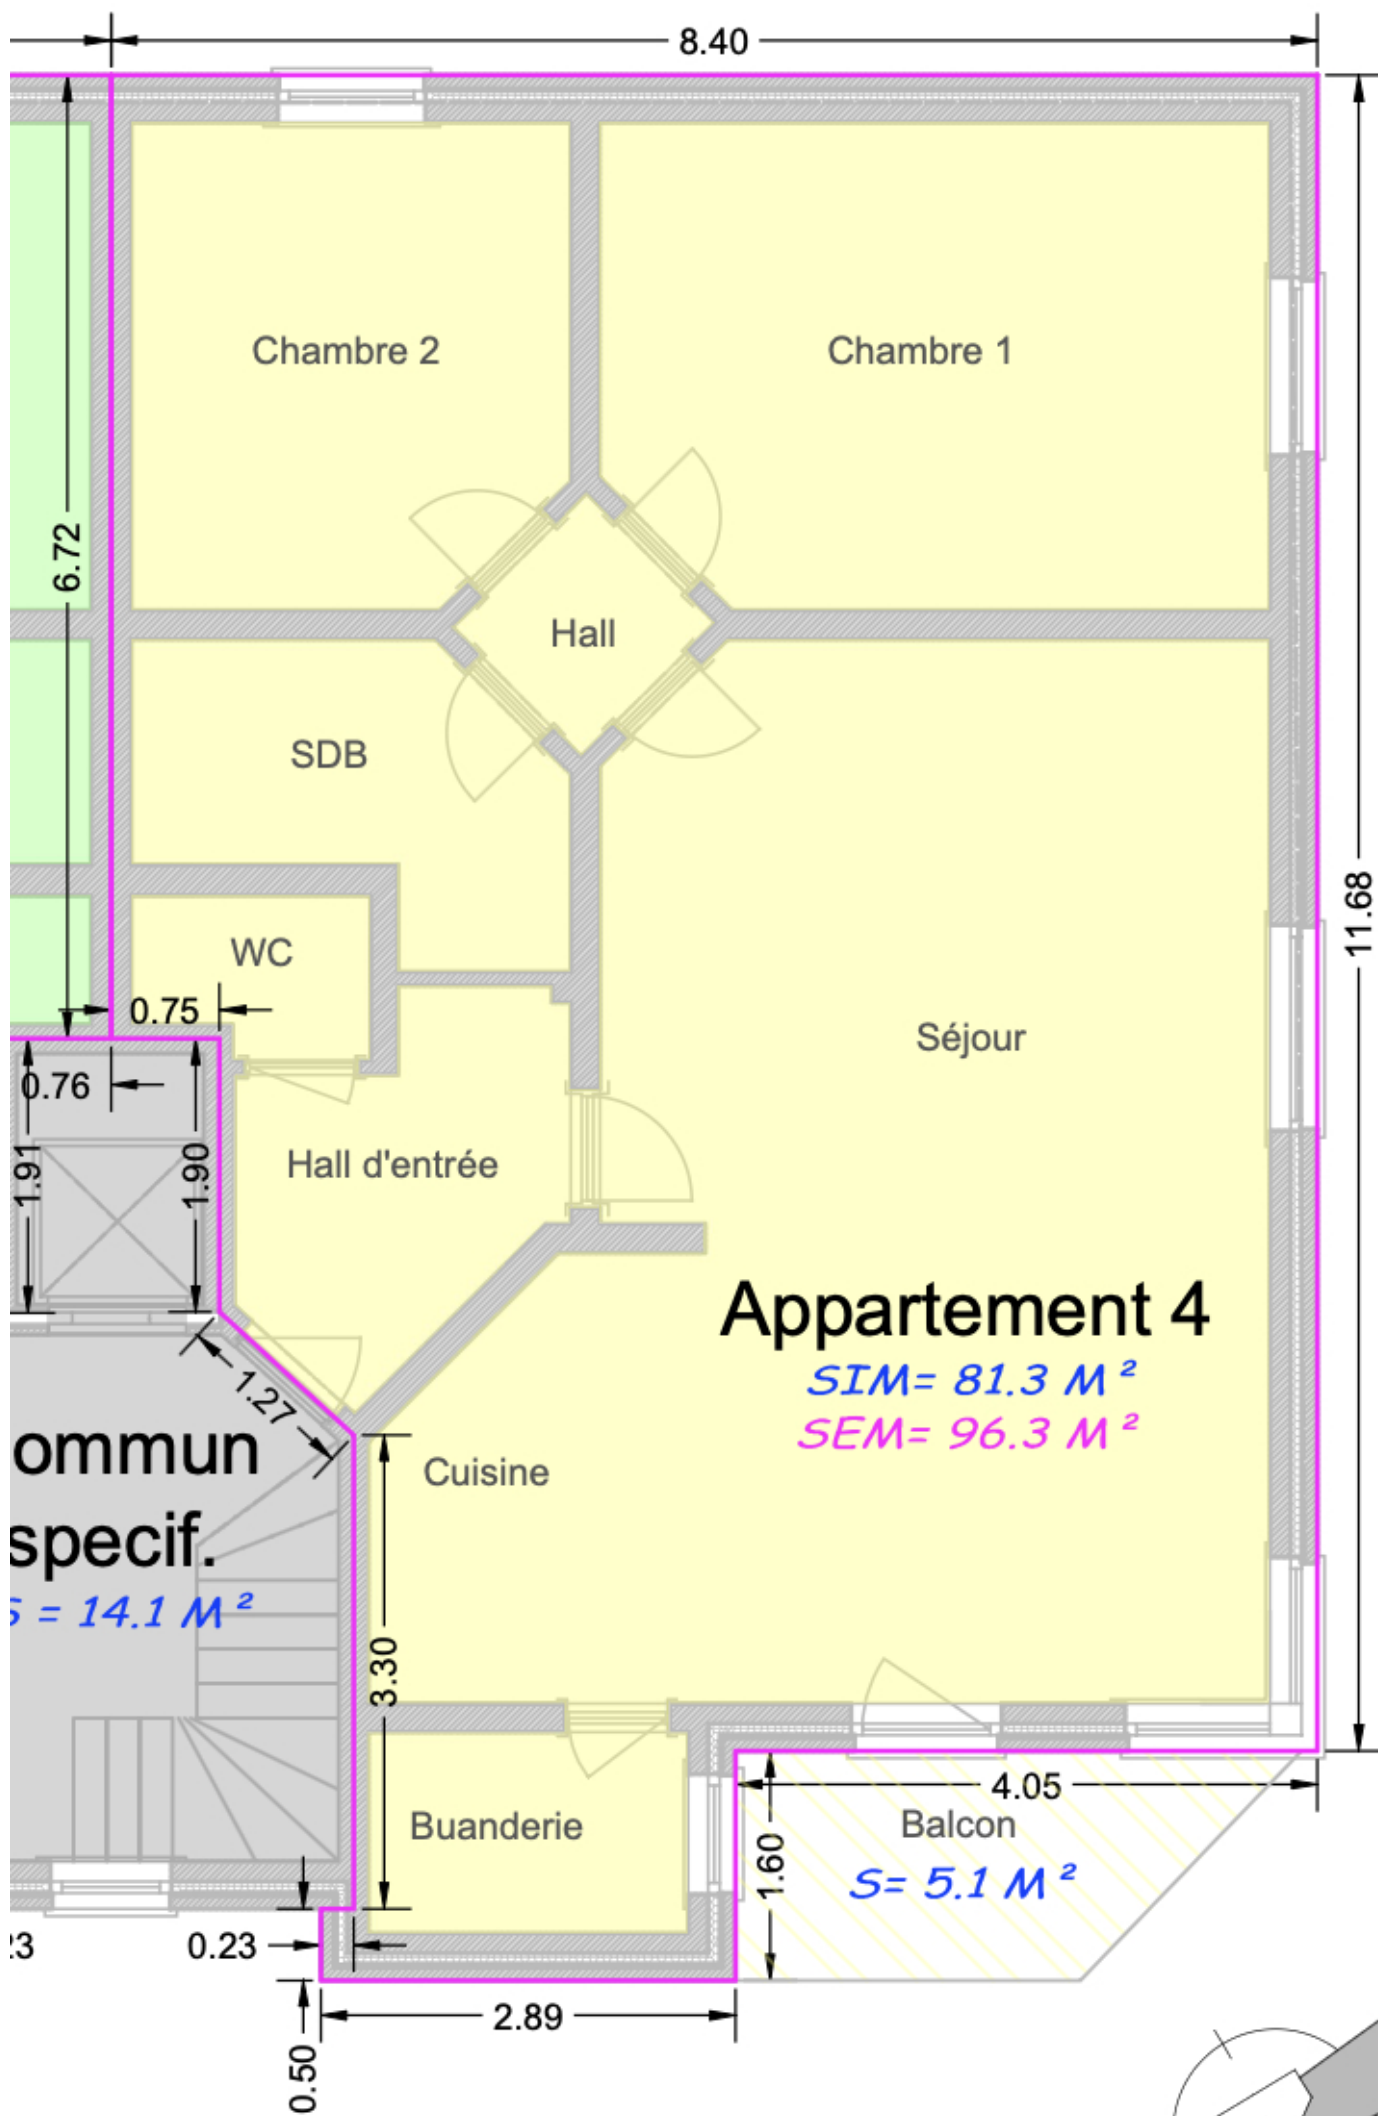 8.40
Chambre 2
Chambre 1
6.72
Hall
SDB
11.68
WC
0.75
Séjour
0.76
1.91
1.90
Hall d'entrée
Appartement 4
SIM= 81.3 M²
SEM= 96.3 M²
1.27
ommun
specif.
Cuisine
S = 14.1 M²
3.30
4.05
Buanderie
Balcon
1.60
S= 5.1 M²
23
0.23
2.89
0.50